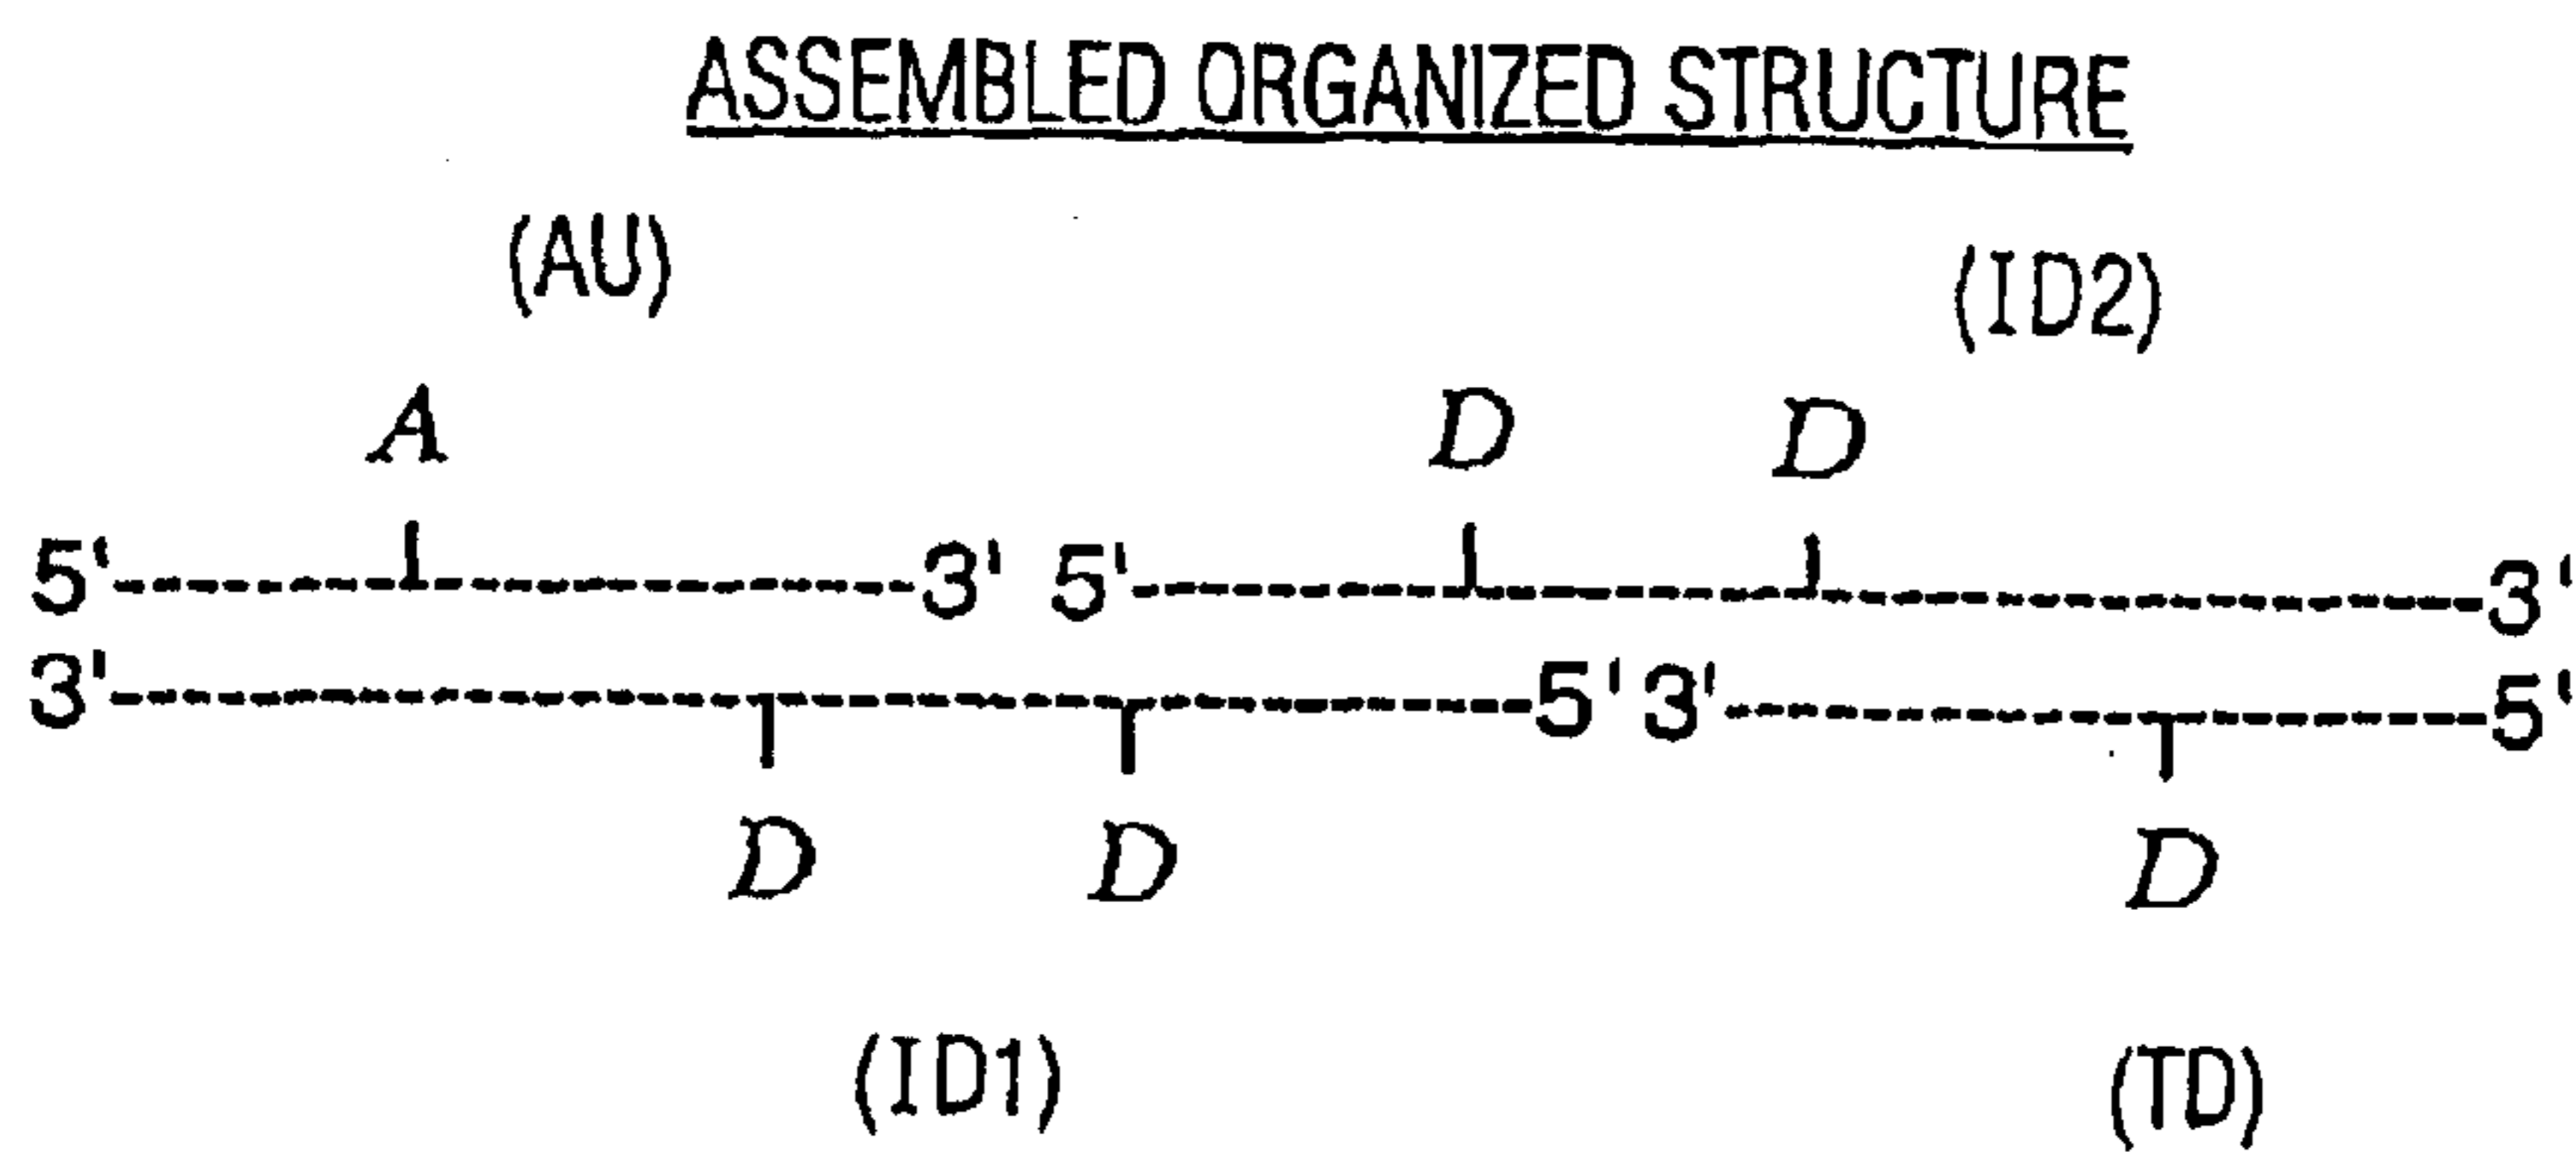 ASSEMBLED ORGANIZED STRUCTURE
(AU)
(ID2)
A
D
D
5' 3' 5' 3'
3' 5' 3' 5'
D
D
D
(ID1)
(TD)